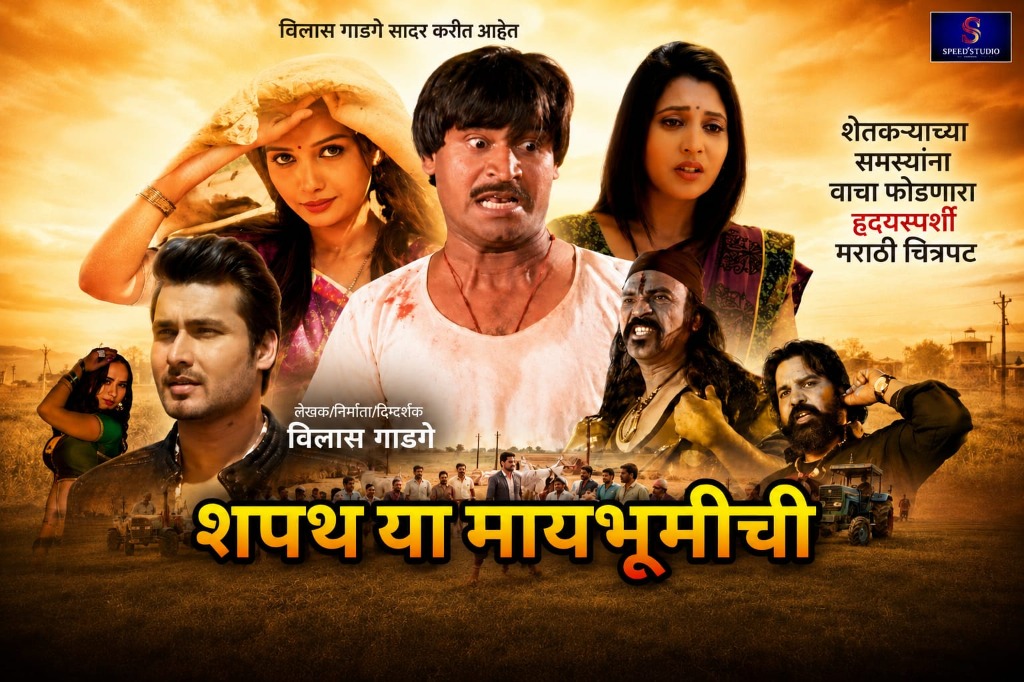 विलास गाडगे सादर करीत आहेत
SPEED'STUDIO
शेतकऱ्याच्या
समस्यांना
वाचा फोडणारा
हृदयस्पर्शी
मराठी चित्रपट
लेखक/निर्माता/दिग्दर्शक
विलास गाडगे
शपथ या मायभूमीची